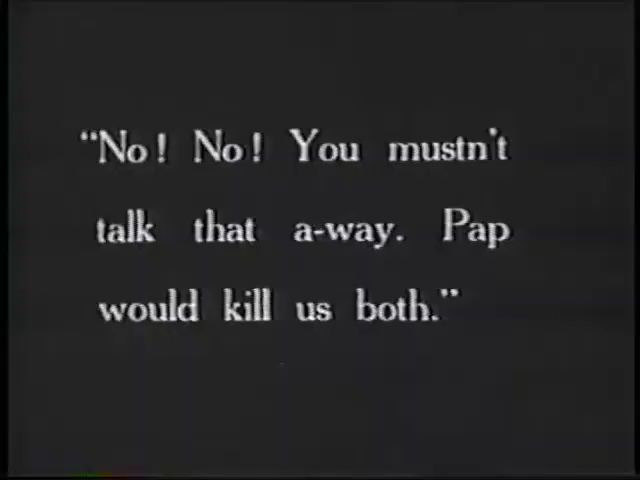 “No! No! You mustn't
talk that a-way. Pap
would kill us both.”